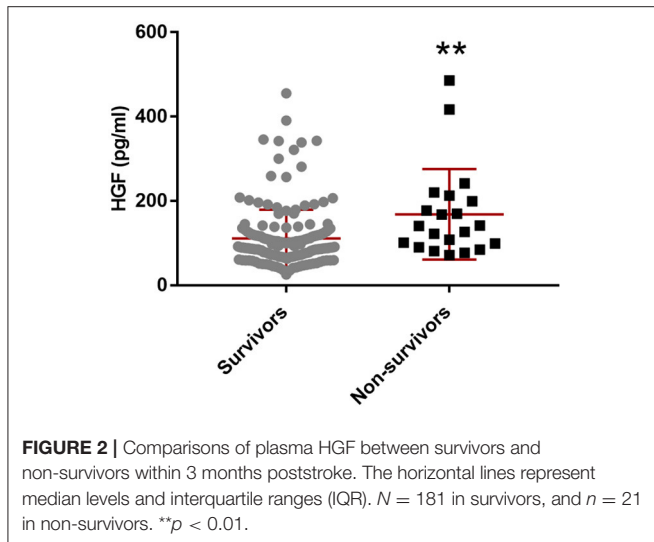 600
**
400
HGF (pg/ml)
200
0
Survivors
Non-survivors
FIGURE 2 | Comparisons of plasma HGF between survivors and
non-survivors within 3 months poststroke. The horizontal lines represent
median levels and interquartile ranges (IQR). N = 181 in survivors, and n = 21
in non-survivors. **p < 0.01.